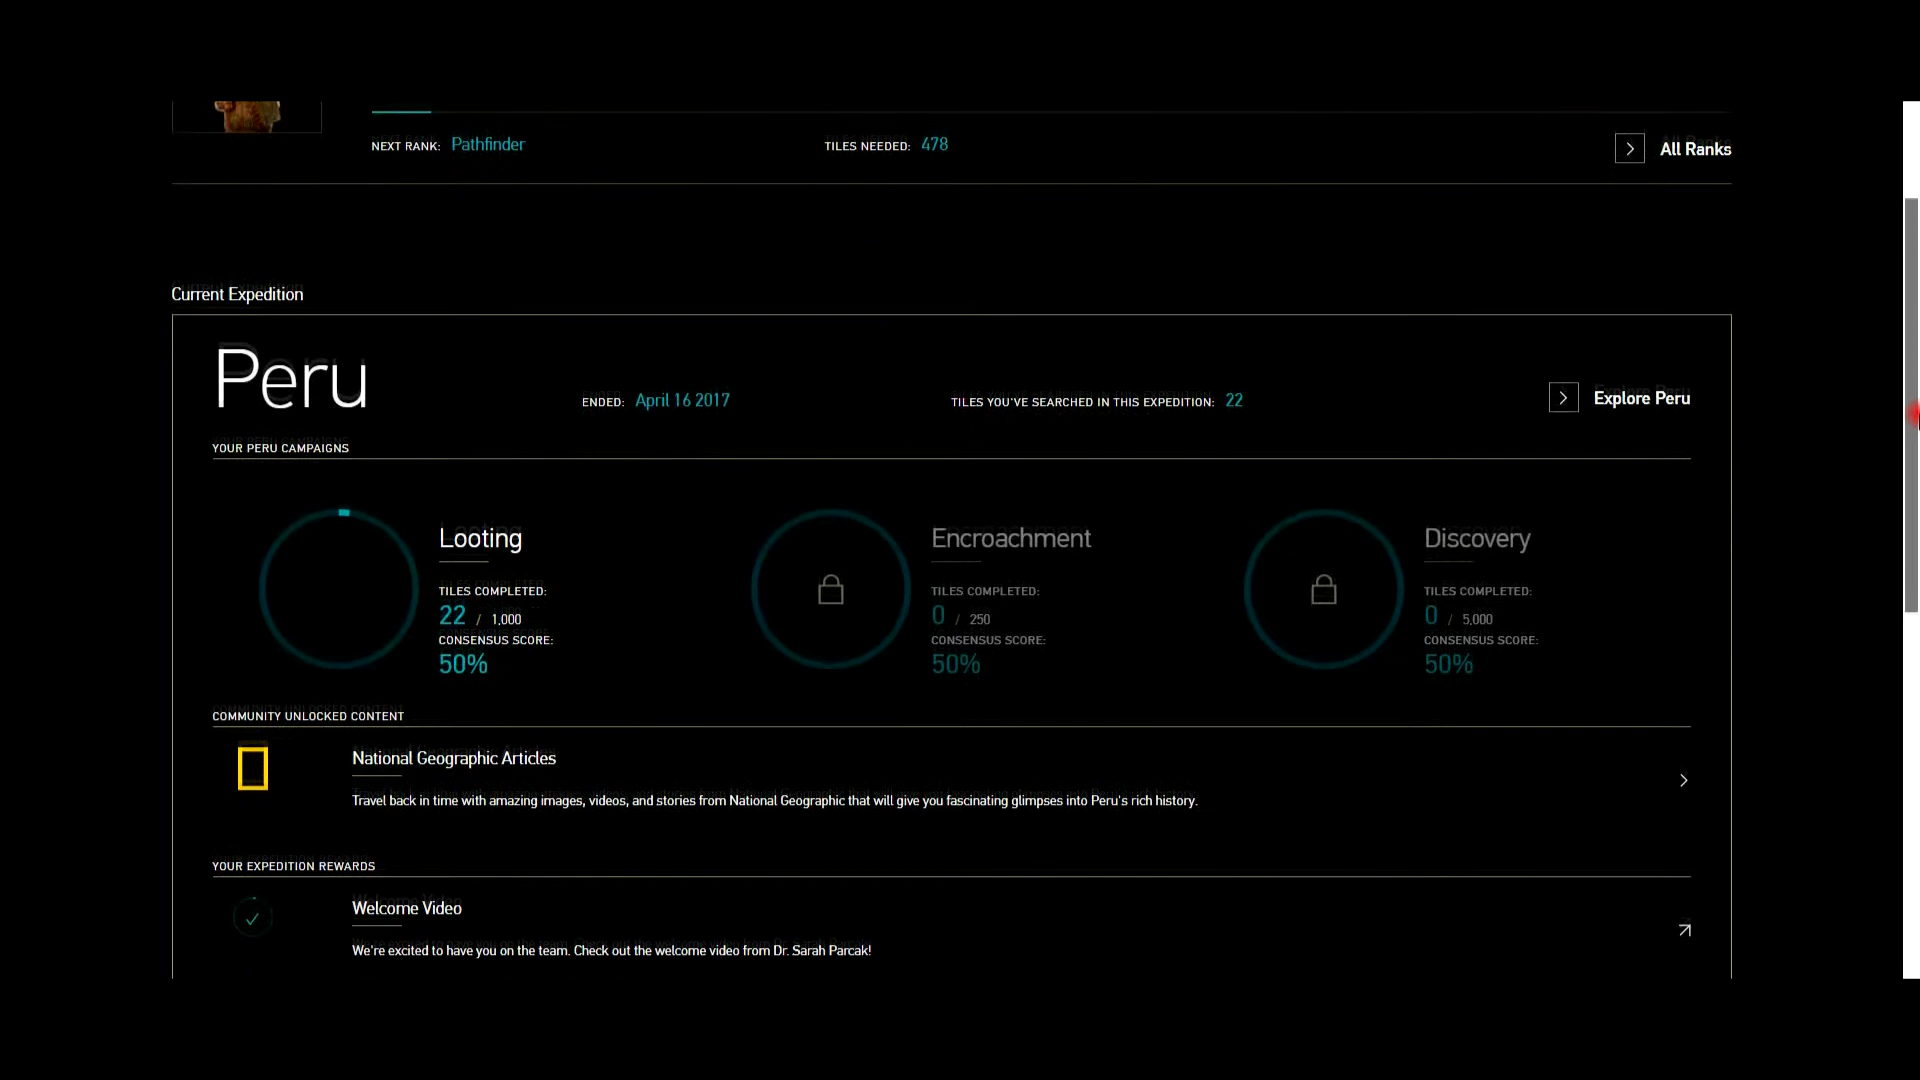 NEXT RANK: Pathfinder TILES NEEDED: 478 All Ranks
Current Expedition
Peru ENDED: April 16 2017 TILES YOU'VE SEARCHED IN THIS EXPEDITION: 22 Explore Peru
YOUR PERU CAMPAIGNS
Looting
TILES COMPLETED:
22 / 1,000
CONSENSUS SCORE:
50%
Encroachment
TILES COMPLETED:
0 / 250
CONSENSUS SCORE:
50%
Discovery
TILES COMPLETED:
0 / 5,000
CONSENSUS SCORE:
50%
COMMUNITY UNLOCKED CONTENT
National Geographic Articles
Travel back in time with amazing images, videos, and stories from National Geographic that will give you fascinating glimpses into Peru's rich history.
YOUR EXPEDITION REWARDS
Welcome Video
We're excited to have you on the team. Check out the welcome video from Dr. Sarah Parcak!